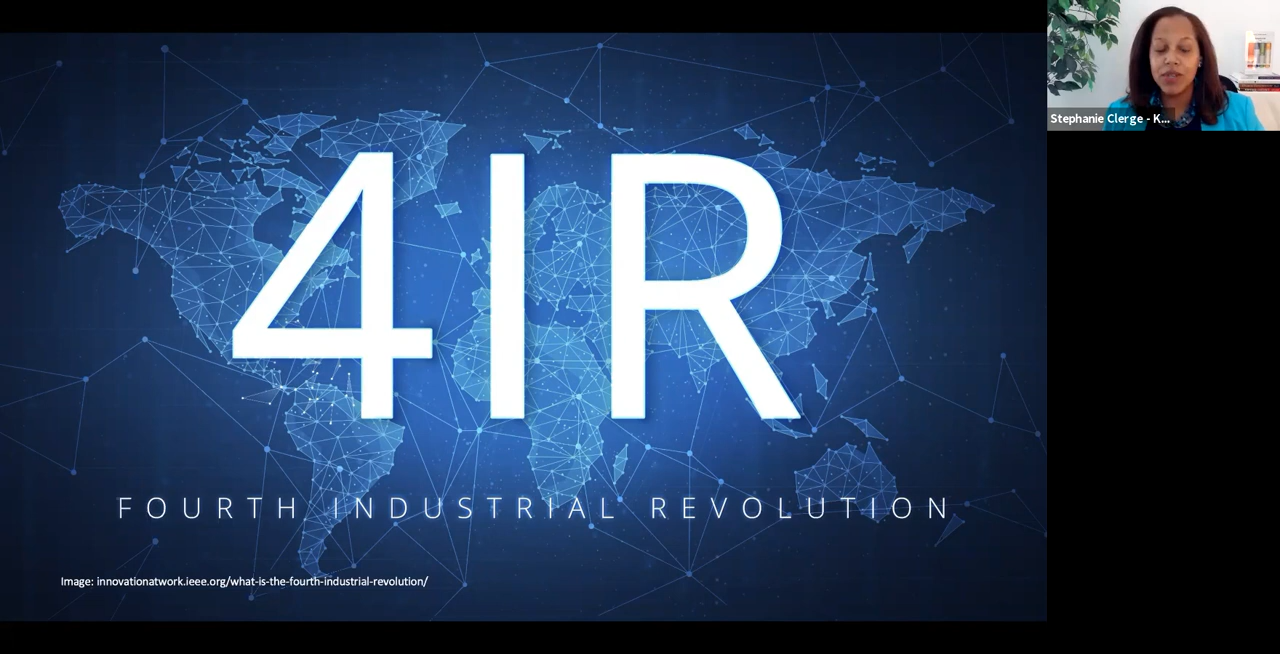 4IR
FOURTH INDUSTRIAL REVOLUTION
Image: innovationatwork.ieee.org/what-is-the-fourth-industrial-revolution/
Stephanie Clerge - K...